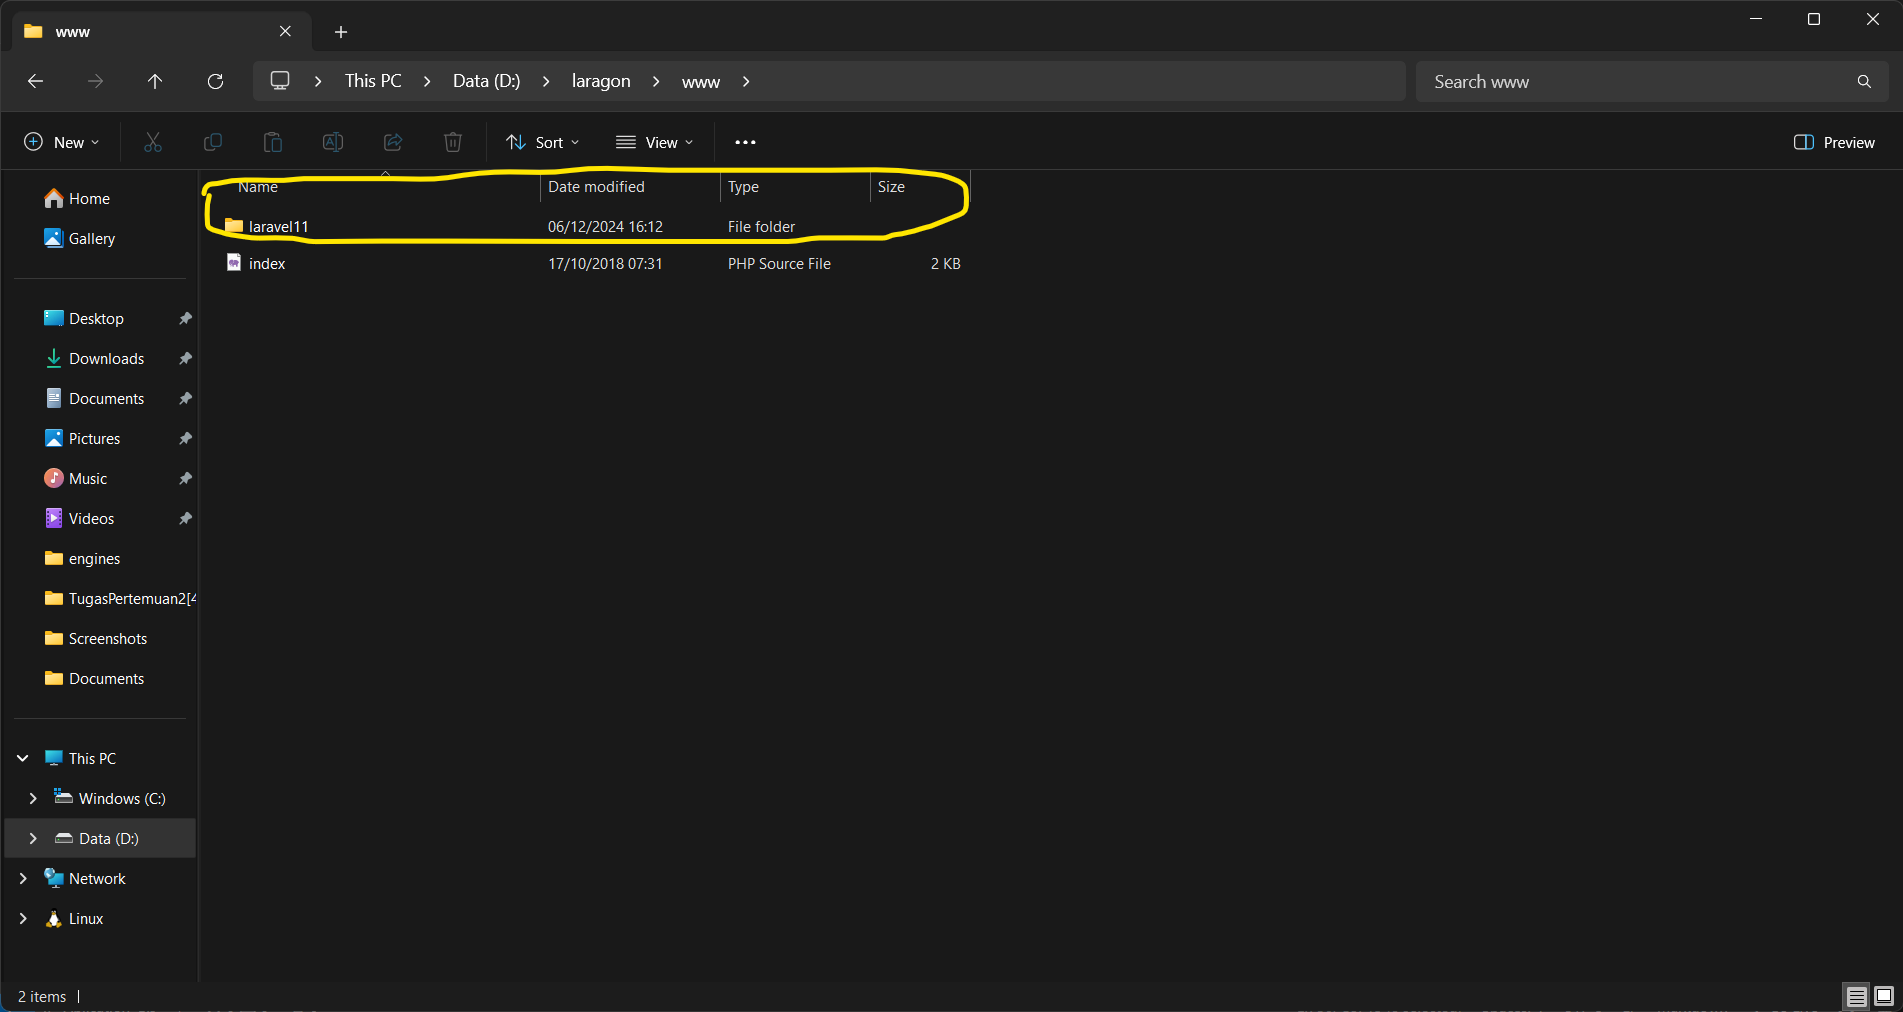 www
This PC
Data (D:)
laragon
www
Search www
New
Sort
View
Preview
Name
Date modified
Type
Size
laravel11
06/12/2024 16:12
File folder
index
17/10/2018 07:31
PHP Source File
2 KB
Home
Gallery
Desktop
Downloads
Documents
Pictures
Music
Videos
engines
TugasPertemuan2[4
Screenshots
Documents
This PC
Windows (C:)
Data (D:)
Network
Linux
2 items